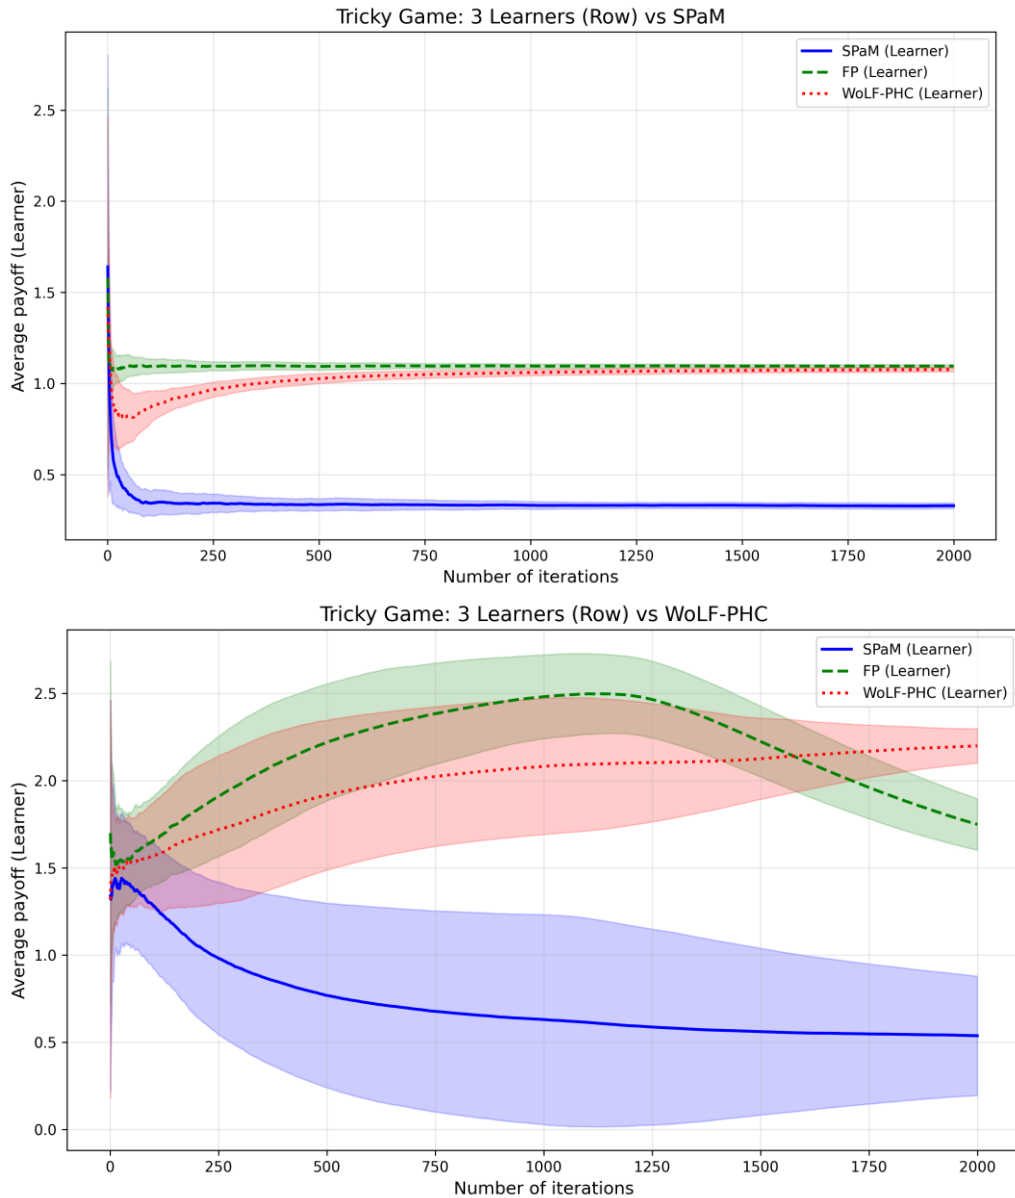 Tricky Game: 3 Learners (Row) vs SPaM
SPaM (Learner)
FP (Learner)
WoLF-PHC (Learner)
Average payoff (Learner)
2.5
2.0
1.5
1.0
0.5
0
250
500
750
1000
1250
1500
1750
2000
Number of iterations
Tricky Game: 3 Learners (Row) vs WoLF-PHC
SPaM (Learner)
FP (Learner)
WoLF-PHC (Learner)
Average payoff (Learner)
2.5
2.0
1.5
1.0
0.5
0.0
0
250
500
750
1000
1250
1500
1750
2000
Number of iterations